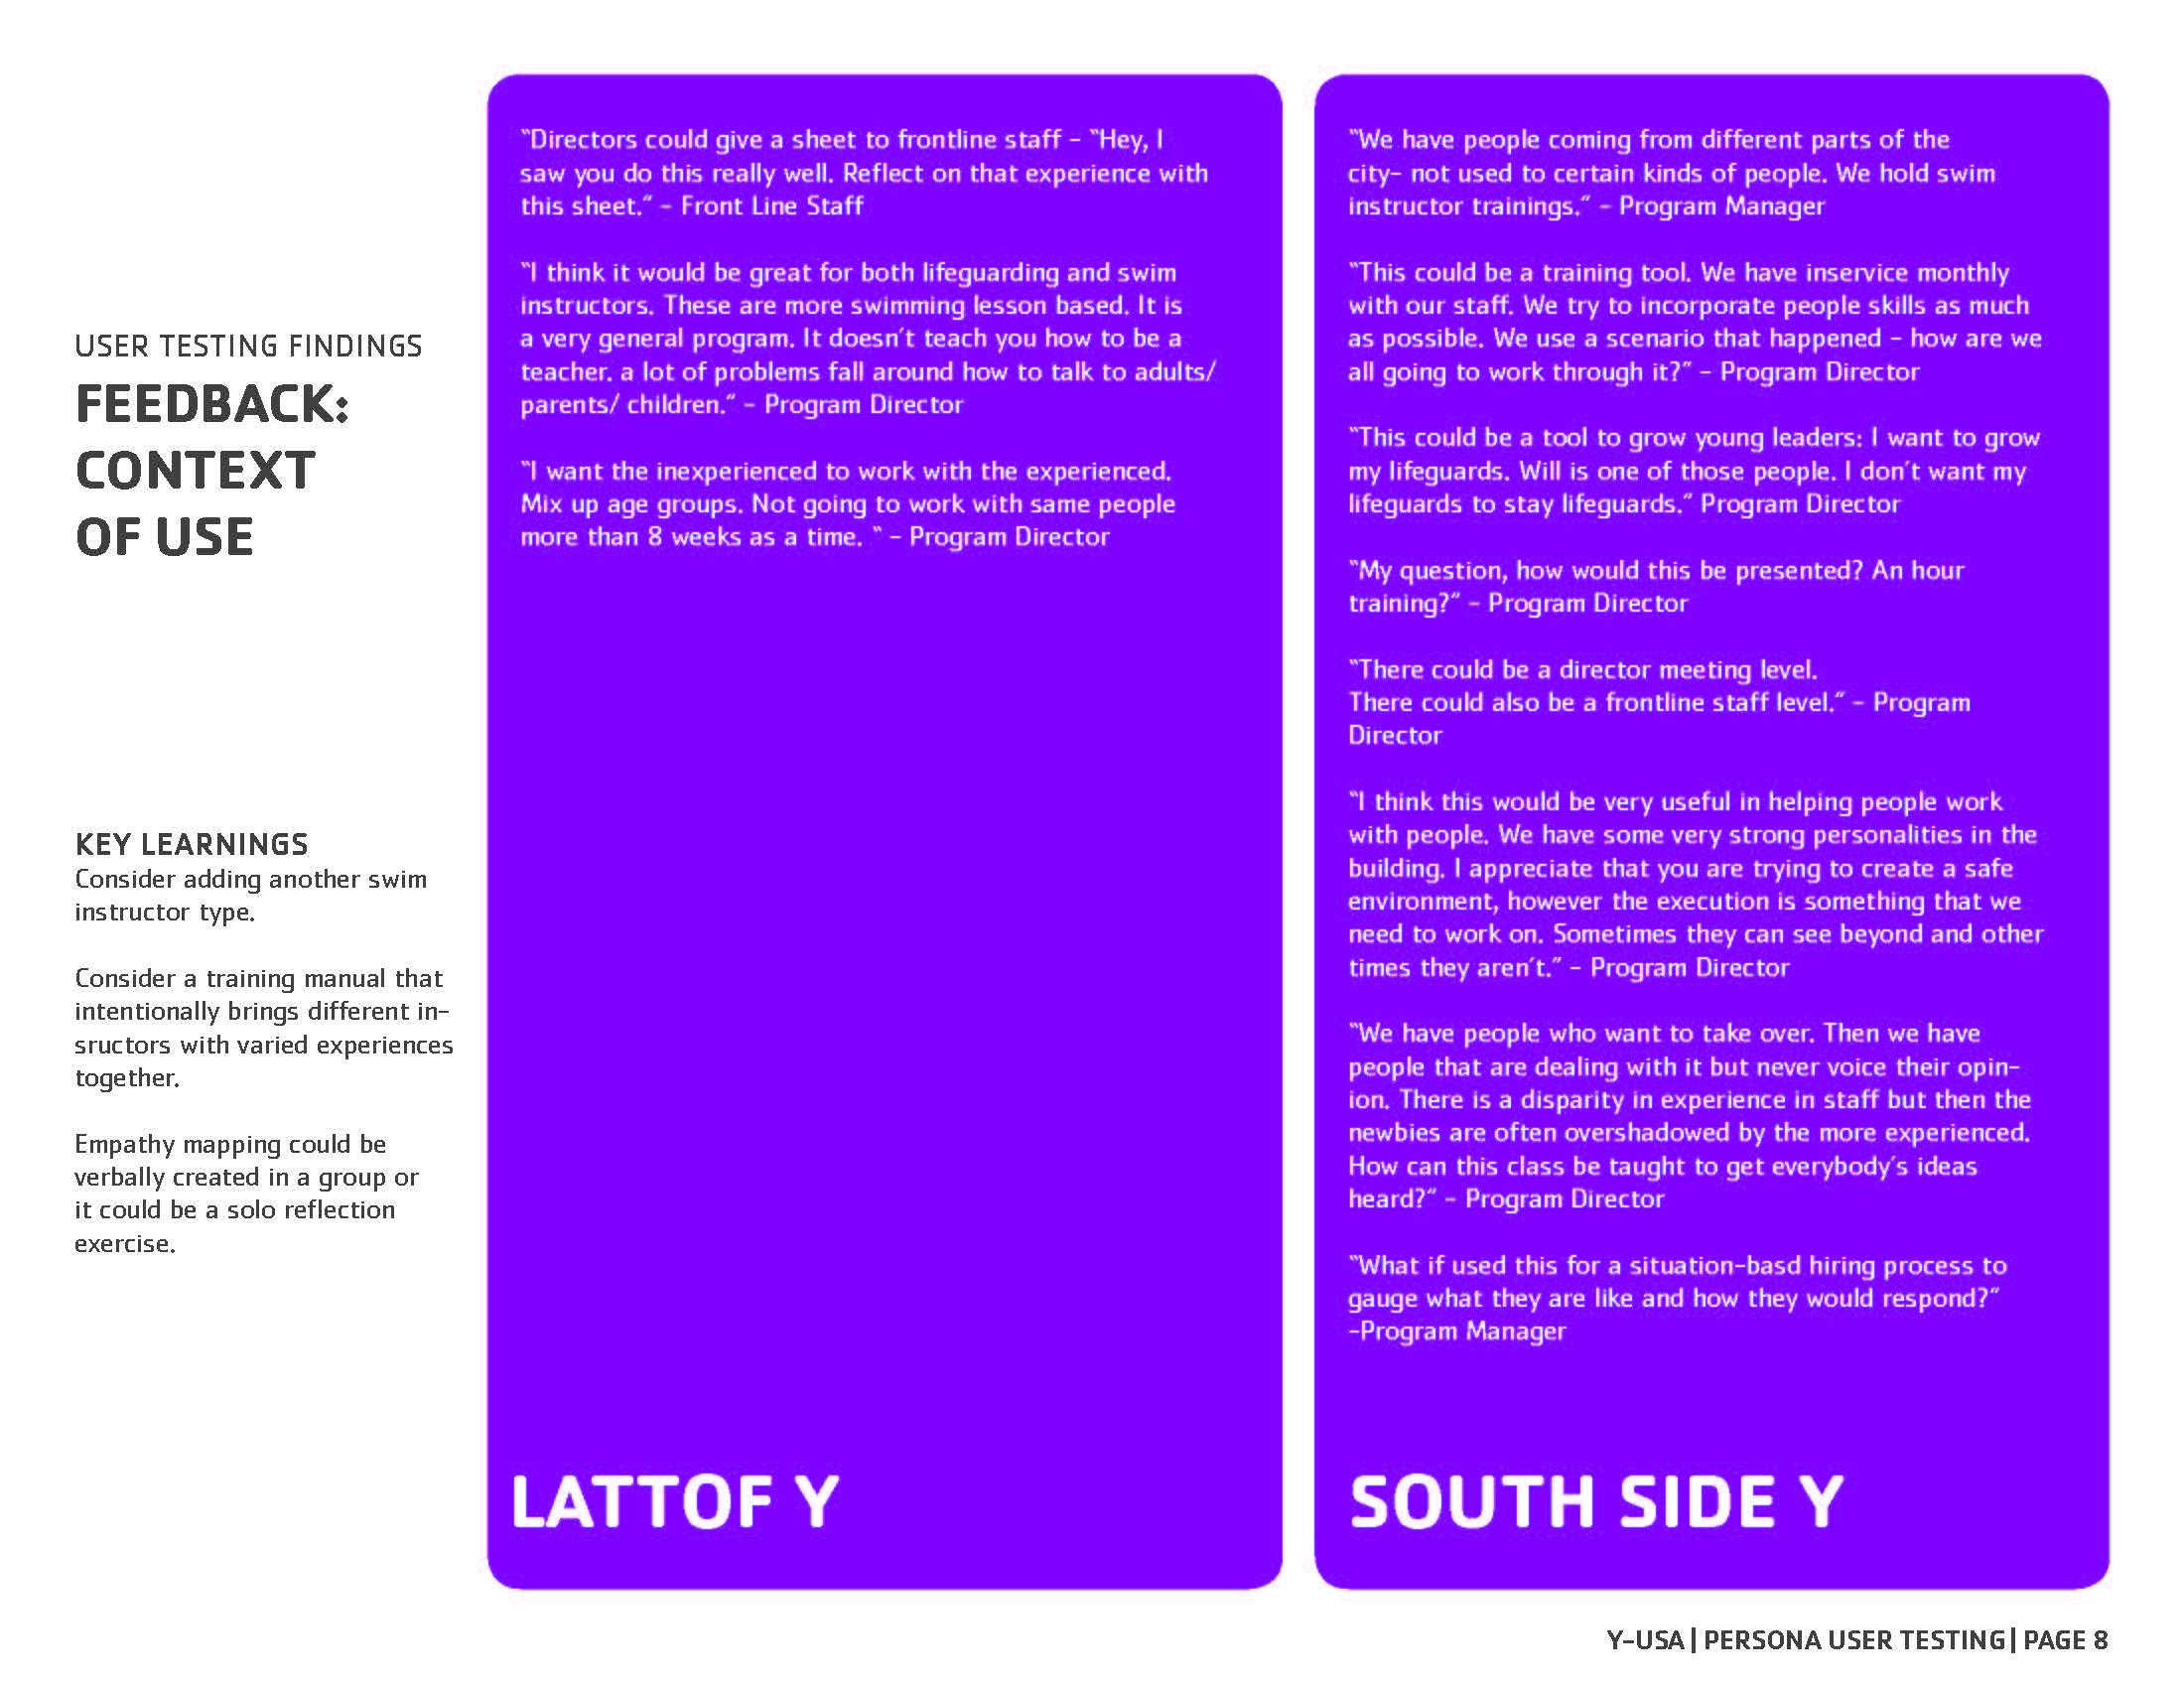 USER TESTING FINDINGS
FEEDBACK:
CONTEXT
OF USE
KEY LEARNINGS
Consider adding another swim
instructor type.
Consider a training manual that
intentionally brings different in-
sructors with varied experiences
together.
Empathy mapping could be
verbally created in a group or
it could be a solo reflection
exercise.
“Directors could give a sheet to frontline staff - “Hey, I
saw you do this really well. Reflect on that experience with
this sheet.” - Front Line Staff
“I think it would be great for both lifeguarding and swim
instructors. These are more swimming lesson based. It is
a very general program. It doesn’t teach you how to be a
teacher. a lot of problems fall around how to talk to adults/
parents/ children.” - Program Director
“I want the inexperienced to work with the experienced.
Mix up age groups. Not going to work with same people
more than 8 weeks as a time. “ - Program Director
LATTOF Y
“We have people coming from different parts of the
city- not used to certain kinds of people. We hold swim
instructor trainings.” - Program Manager
“This could be a training tool. We have inservice monthly
with our staff. We try to incorporate people skills as much
as possible. We use a scenario that happened - how are we
all going to work through it?” - Program Director
“This could be a tool to grow young leaders: I want to grow
my lifeguards. Will is one of those people. I don’t want my
lifeguards to stay lifeguards.” Program Director
“My question, how would this be presented? An hour
training?” - Program Director
“There could be a director meeting level.
There could also be a frontline staff level.” - Program
Director
“I think this would be very useful in helping people work
with people. We have some very strong personalities in the
building. I appreciate that you are trying to create a safe
environment, however the execution is something that we
need to work on. Sometimes they can see beyond and other
times they aren’t.” - Program Director
“We have people who want to take over. Then we have
people that are dealing with it but never voice their opin-
ion. There is a disparity in experience in staff but then the
newbies are often overshadowed by the more experienced.
How can this class be taught to get everybody’s ideas
heard?” - Program Director
“What if used this for a situation-basd hiring process to
gauge what they are like and how they would respond?”
-Program Manager
SOUTH SIDE Y
Y-USA | PERSONA USER TESTING | PAGE 8